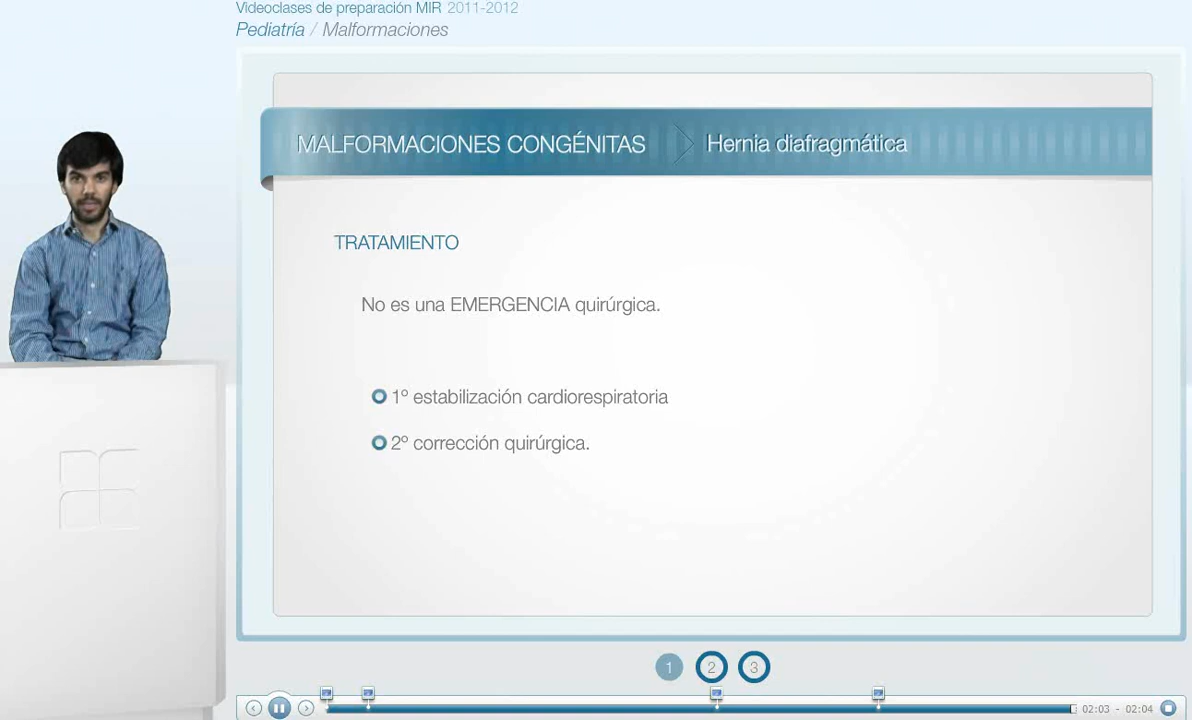 Videoclases de preparación MIR 2011-2012
Pediatría / Malformaciones
MALFORMACIONES CONGÉNITAS Hernia diafragmática
TRATAMIENTO
No es una EMERGENCIA quirúrgica.
1º estabilización cardiorespiratoria
2º corrección quirúrgica.
1 2 3
02:03 - 02:04